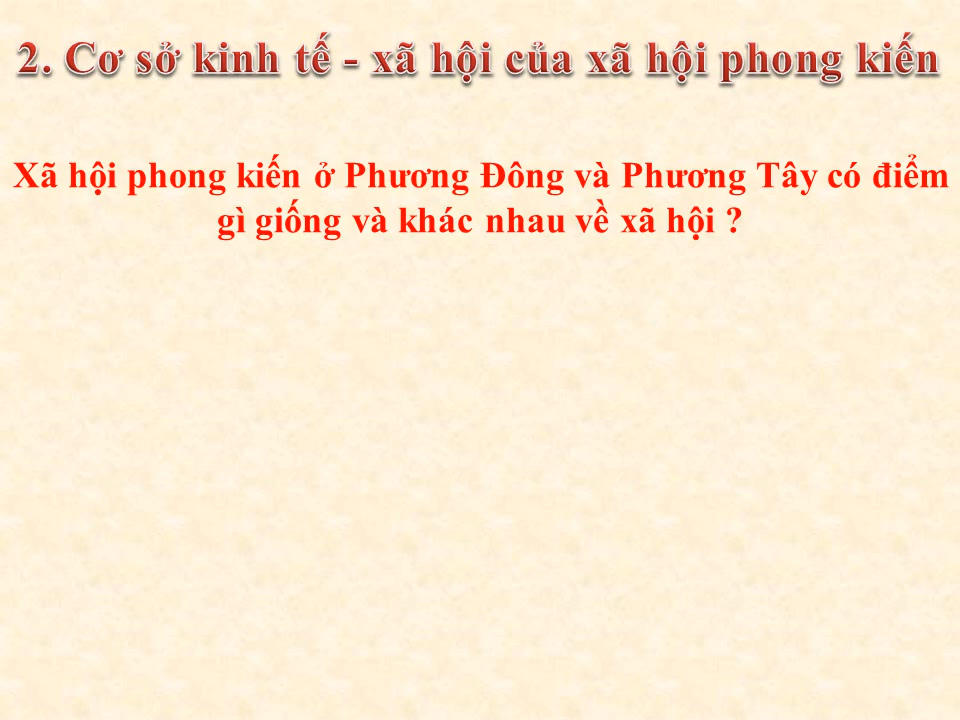 2. Cơ sở kinh tế - xã hội của xã hội phong kiến
Xã hội phong kiến ở Phương Đông và Phương Tây có điểm
gì giống và khác nhau về xã hội ?